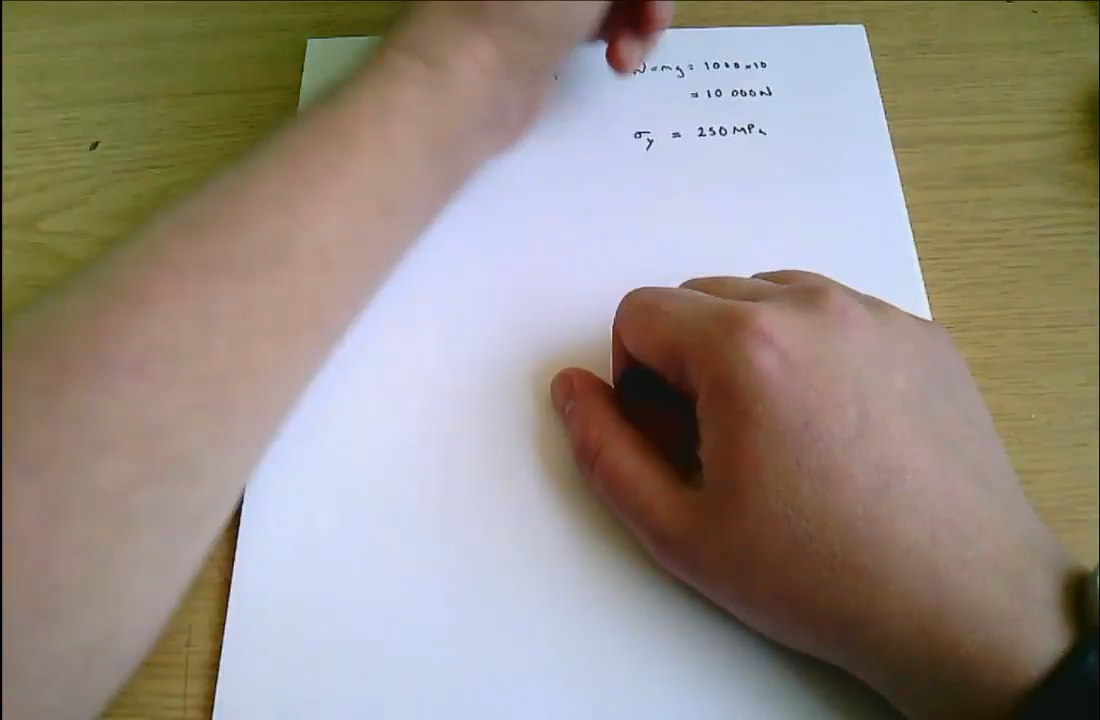 W=mg = 1000×10
= 10 000N
σy = 250MPa